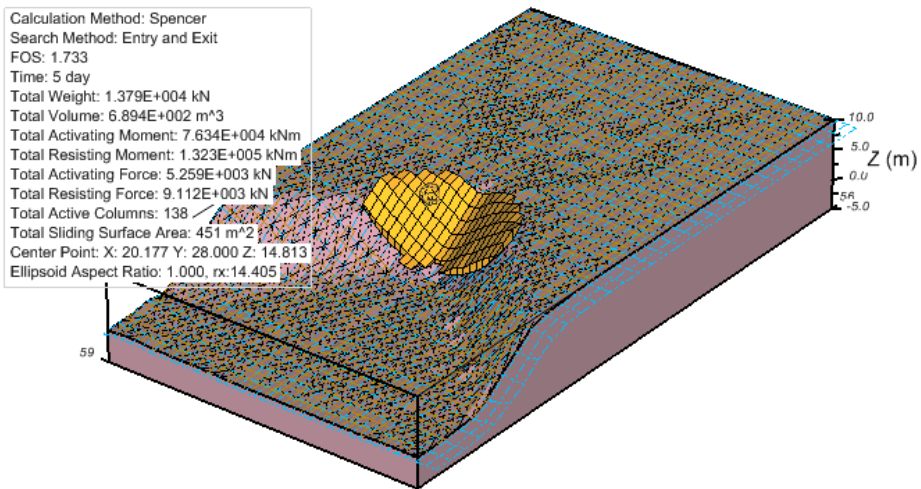 Calculation Method: Spencer
Search Method: Entry and Exit
FOS: 1.733
Time: 5 day
Total Weight: 1.379E+004 kN
Total Volume: 6.894E+002 m^3
Total Activating Moment: 7.634E+004 kNm
Total Resisting Moment: 1.323E+005 kNm
Total Activating Force: 5.259E+003 kN
Total Resisting Force: 9.112E+003 kN
Total Active Columns: 138
Total Sliding Surface Area: 451 m^2
Center Point: X: 20.177 Y: 28.000 Z: 14.813
Ellipsoid Aspect Ratio: 1.000, rx:14.405
10.0
5.0
Z (m)
0.0
56
-5.0
59